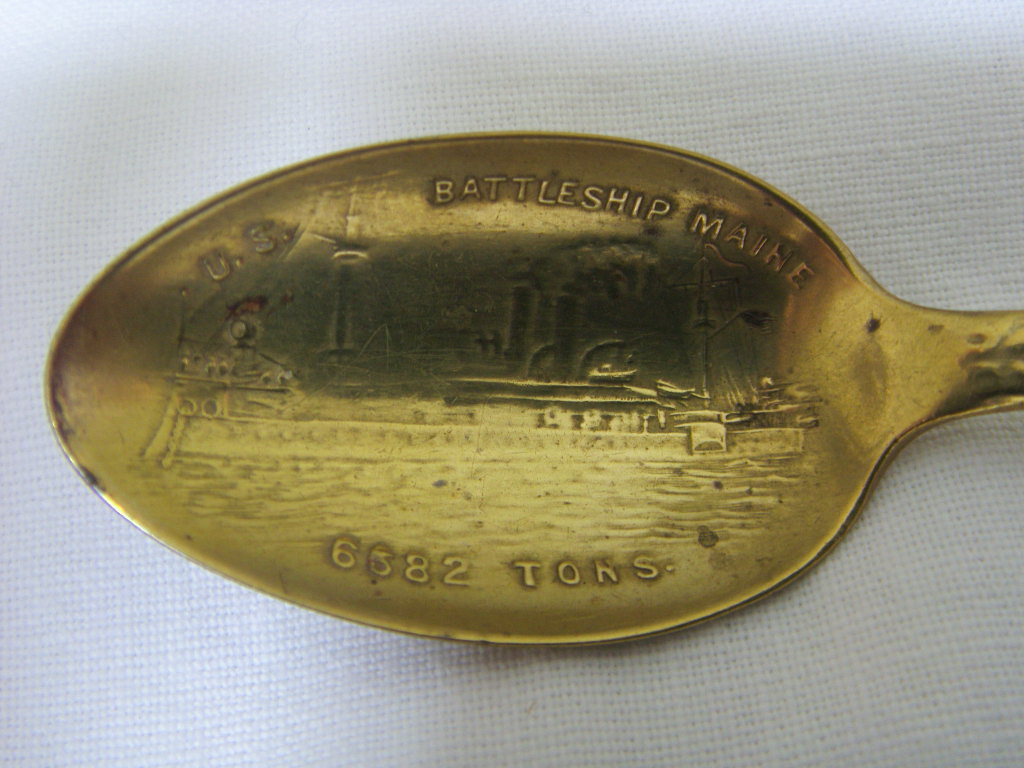 U. S. BATTLESHIP MAINE
6682 TONS.